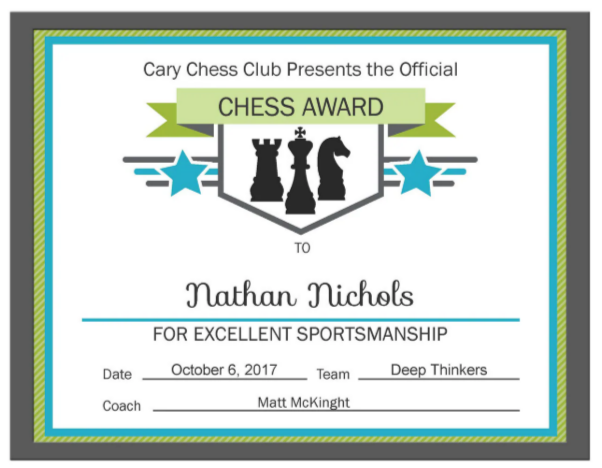 Cary Chess Club Presents the Official
CHESS AWARD
TO
Nathan Nichols
FOR EXCELLENT SPORTSMANSHIP
Date October 6, 2017 Team Deep Thinkers
Coach Matt McKinght